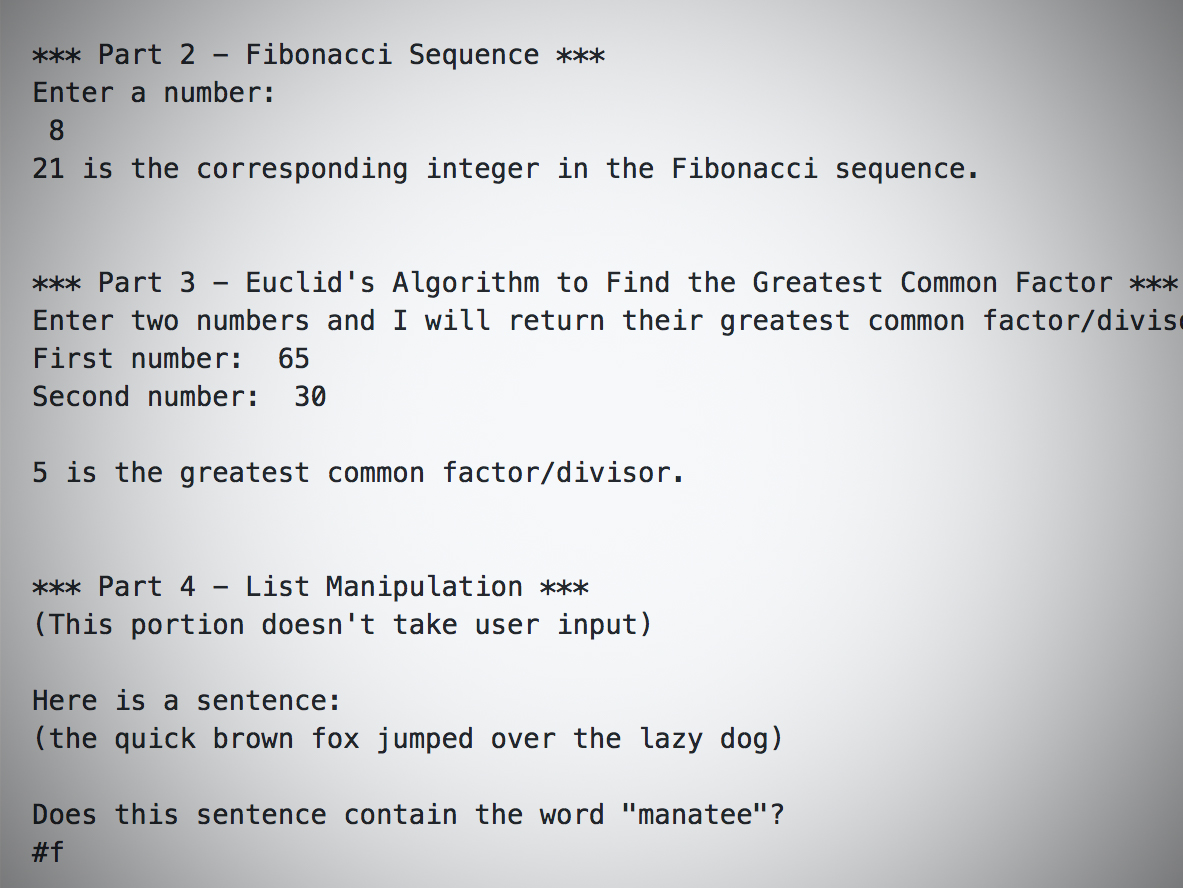 *** Part 2 - Fibonacci Sequence ***
Enter a number:
8
21 is the corresponding integer in the Fibonacci sequence.
*** Part 3 - Euclid's Algorithm to Find the Greatest Common Factor ***
Enter two numbers and I will return their greatest common factor/divis
First number:  65
Second number:  30
5 is the greatest common factor/divisor.
*** Part 4 - List Manipulation ***
(This portion doesn't take user input)
Here is a sentence:
(the quick brown fox jumped over the lazy dog)
Does this sentence contain the word "manatee"?
#f